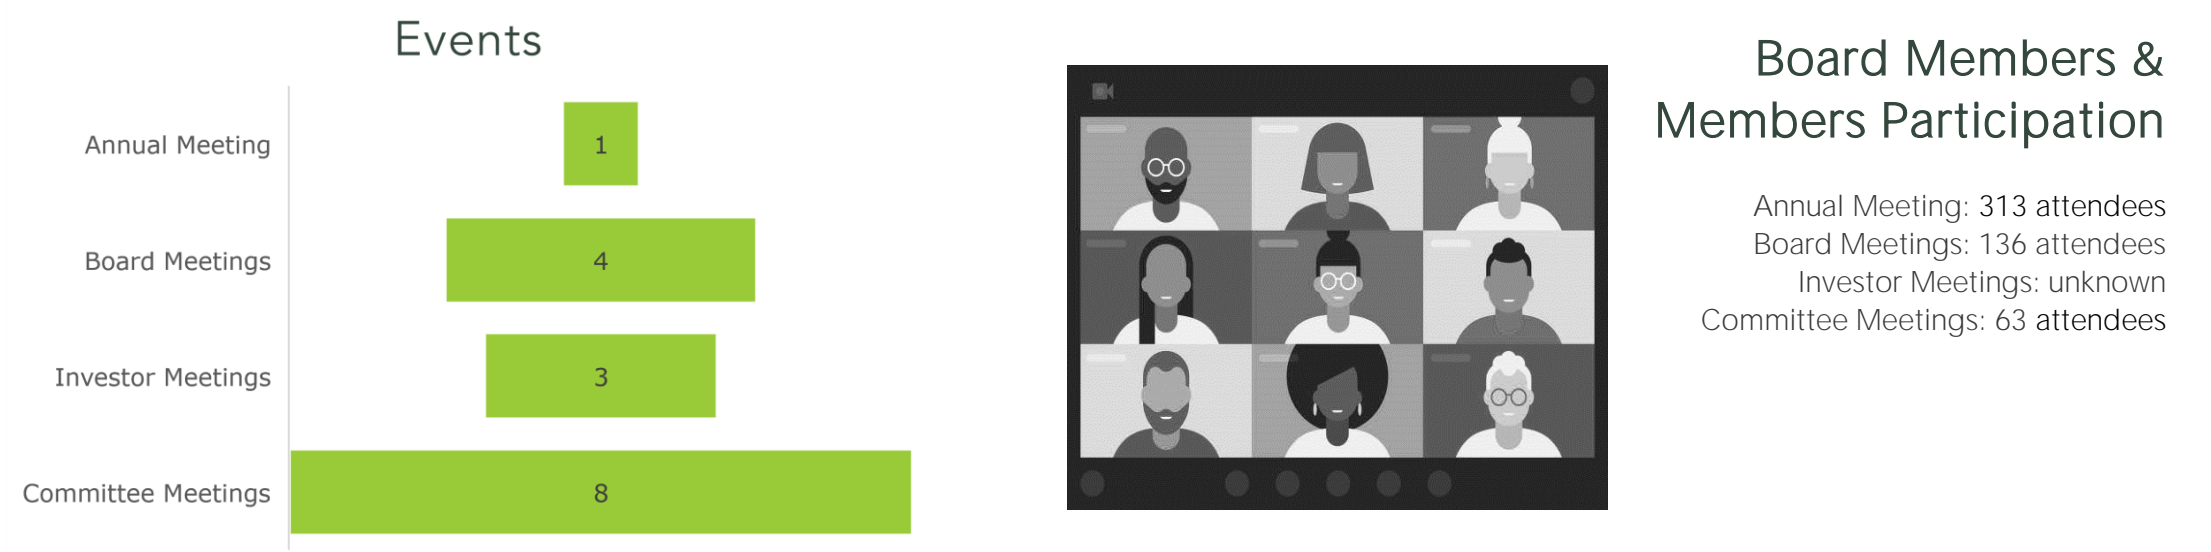 Events
Annual Meeting
1
Board Meetings
4
Investor Meetings
3
Committee Meetings
8
Board Members &
Members Participation
Annual Meeting: 313 attendees
Board Meetings: 136 attendees
Investor Meetings: unknown
Committee Meetings: 63 attendees